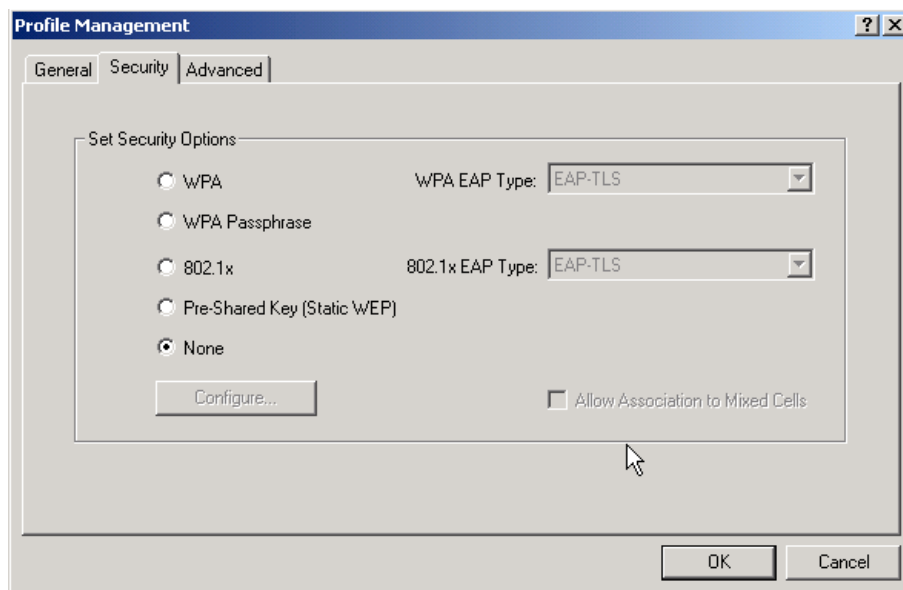 Profile Management
General Security Advanced
Set Security Options
WPA WPA EAP Type: EAP-TLS
WPA Passphrase
802.1x 802.1x EAP Type: EAP-TLS
Pre-Shared Key (Static WEP)
None
Configure... Allow Association to Mixed Cells
OK Cancel